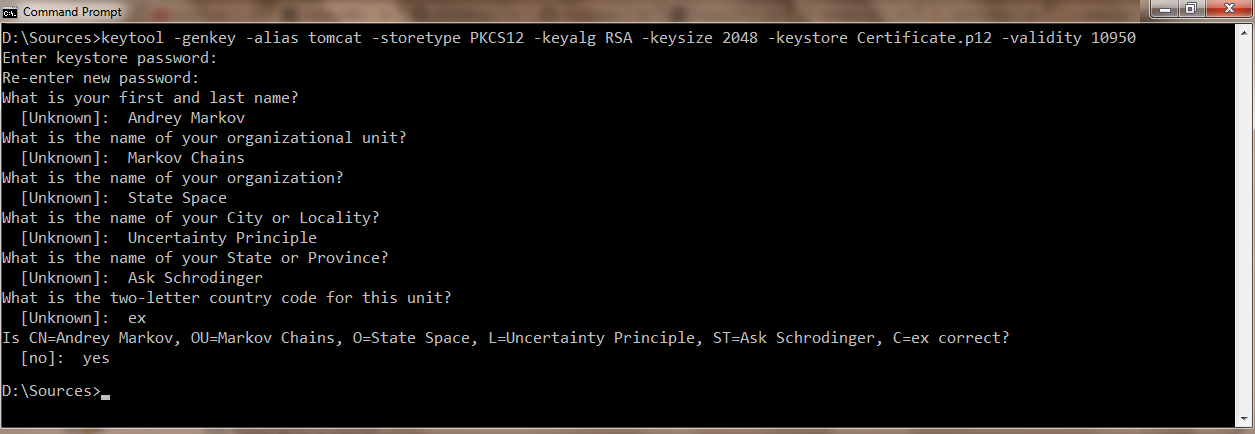 Command Prompt
D:\Sources>keytool -genkey -alias tomcat -storetype PKCS12 -keyalg RSA -keysize 2048 -keystore Certificate.p12 -validity 10950
Enter keystore password:
Re-enter new password:
What is your first and last name?
  [Unknown]:  Andrey Markov
What is the name of your organizational unit?
  [Unknown]:  Markov Chains
What is the name of your organization?
  [Unknown]:  State Space
What is the name of your City or Locality?
  [Unknown]:  Uncertainty Principle
What is the name of your State or Province?
  [Unknown]:  Ask Schrodinger
What is the two-letter country code for this unit?
  [Unknown]:  ex
Is CN=Andrey Markov, OU=Markov Chains, O=State Space, L=Uncertainty Principle, ST=Ask Schrodinger, C=ex correct?
  [no]:  yes
D:\Sources>